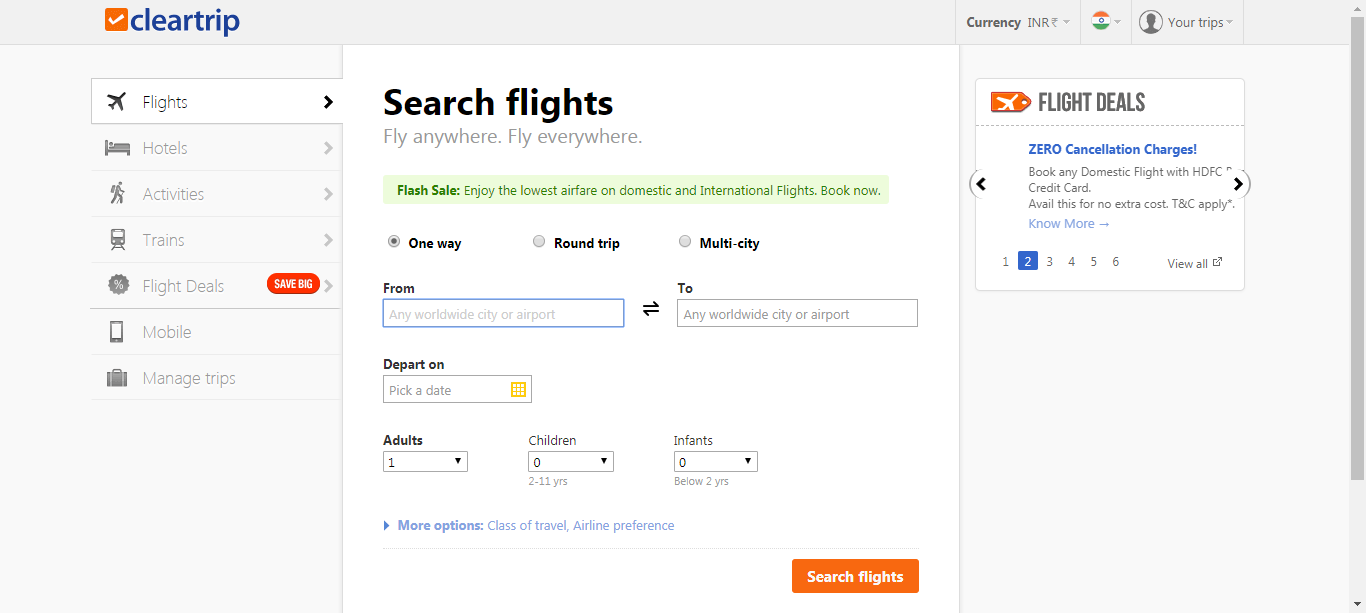 cleartrip
Currency INR ₹
Your trips
Flights
Hotels
Activities
Trains
%
Flight Deals SAVE BIG
Mobile
Manage trips
Search flights
Fly anywhere. Fly everywhere.
Flash Sale: Enjoy the lowest airfare on domestic and International Flights. Book now.
One way Round trip Multi-city
From To
Any worldwide city or airport Any worldwide city or airport
Depart on
Pick a date
Adults Children Infants
1 0 0
2-11 yrs Below 2 yrs
More options: Class of travel, Airline preference
Search flights
FLIGHT DEALS
ZERO Cancellation Charges!
Book any Domestic Flight with HDFC
Credit Card.
Avail this for no extra cost. T&C apply*.
Know More →
1 2 3 4 5 6 View all